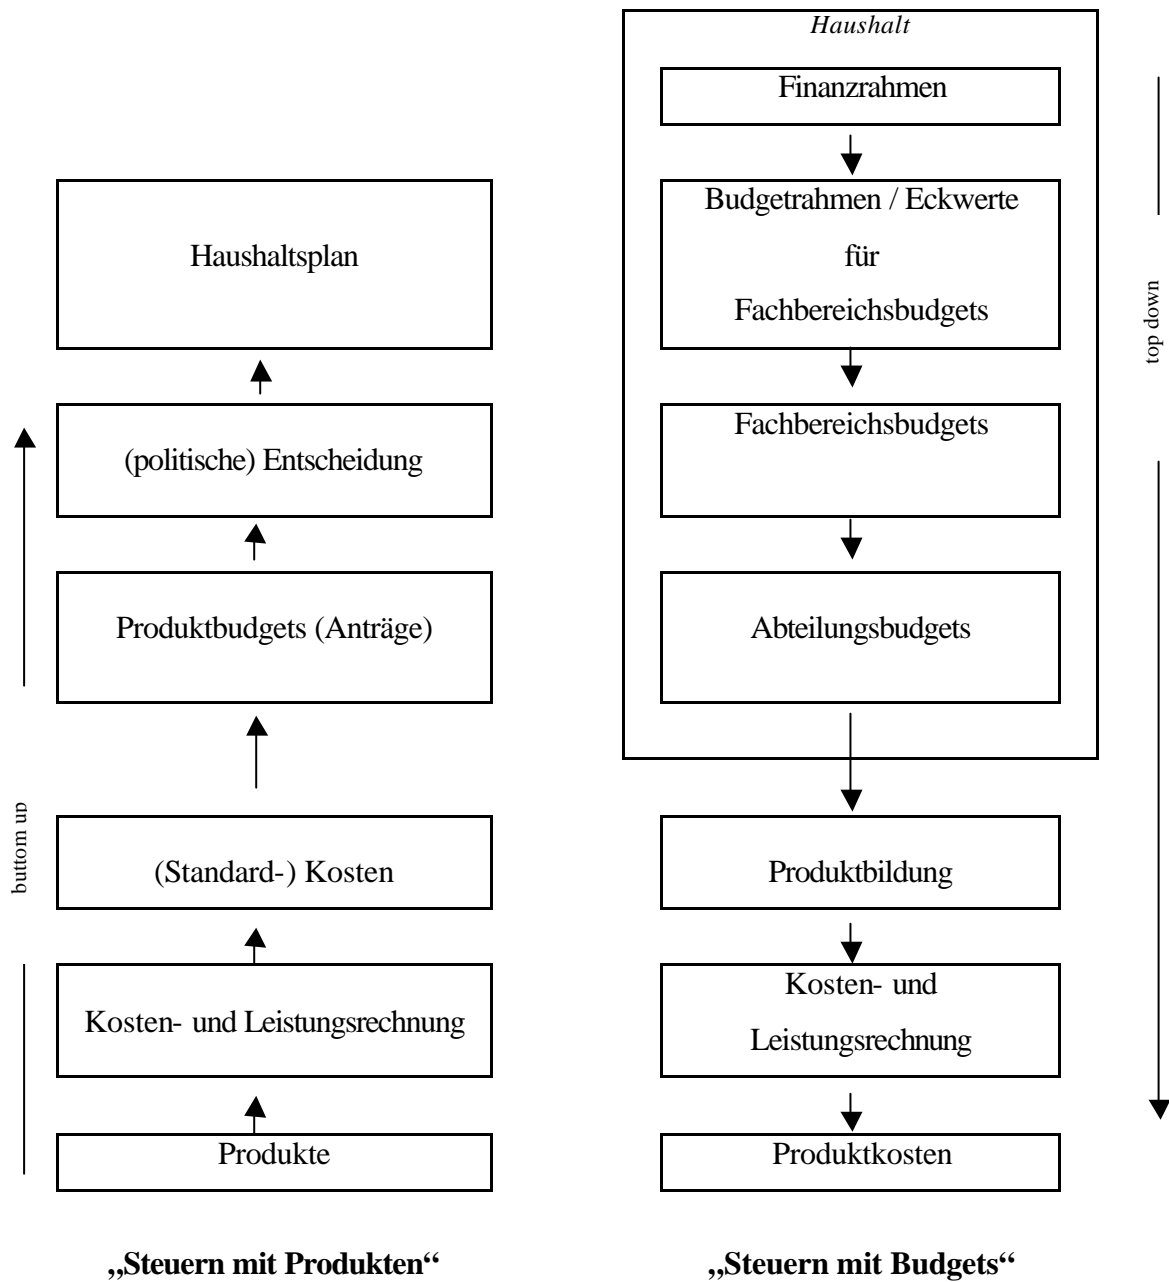 Haushalt
Finanzrahmen
Budgetrahmen / Eckwerte
für
Fachbereichsbudgets
Fachbereichsbudgets
Abteilungsbudgets
Produktbildung
Kosten- und
Leistungsrechnung
Produktkosten
„Steuern mit Budgets“
top down
Haushaltsplan
(politische) Entscheidung
Produktbudgets (Anträge)
(Standard-) Kosten
Kosten- und Leistungsrechnung
Produkte
„Steuern mit Produkten“
buttom up